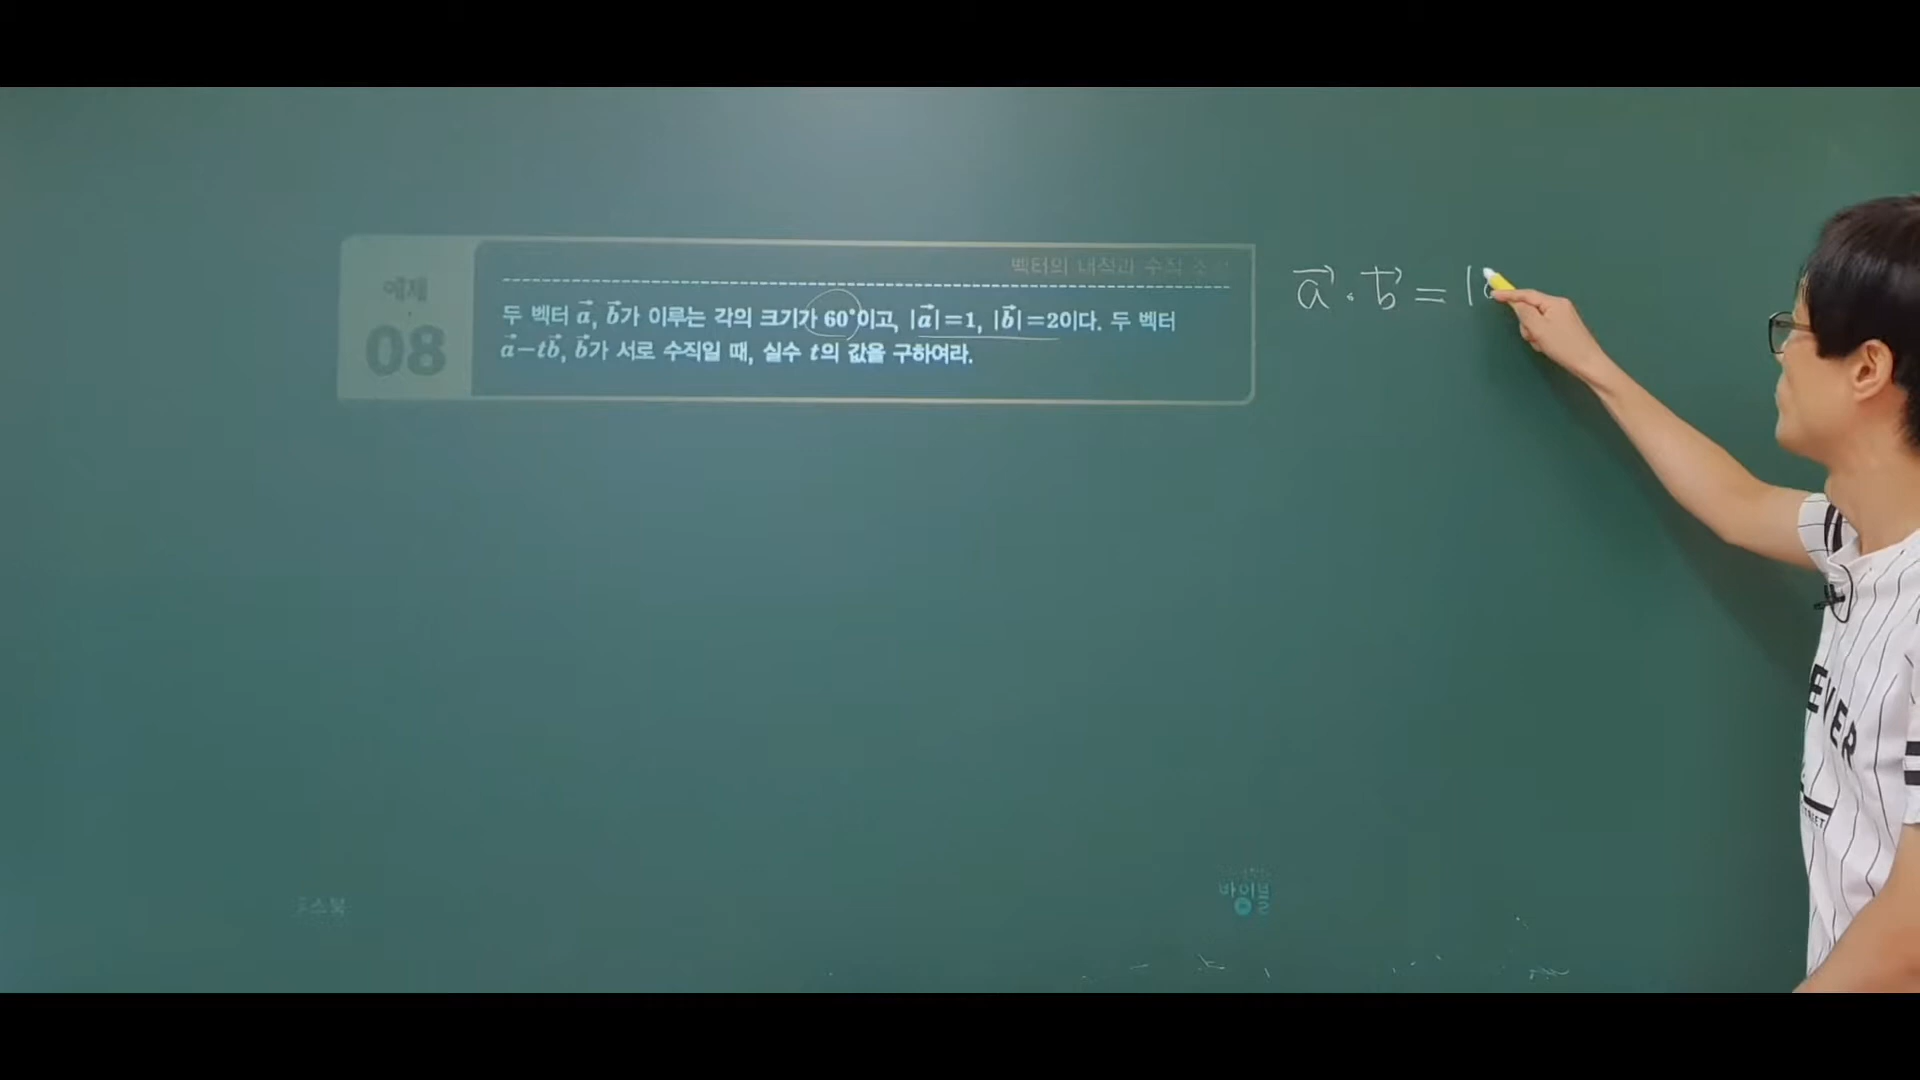 예제
08
벡터의 내적과 수직 조건
두 벡터 a⃗, b⃗가 이루는 각의 크기가 60°이고, |a⃗|=1, |b⃗|=2이다. 두 벡터
a⃗-tb⃗, b⃗가 서로 수직일 때, 실수 t의 값을 구하여라.
a⃗·b⃗=|a
EVER
바이블